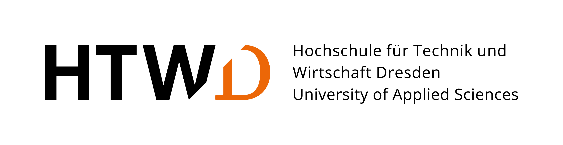 HTWD
Hochschule für Technik und
Wirtschaft Dresden
University of Applied Sciences